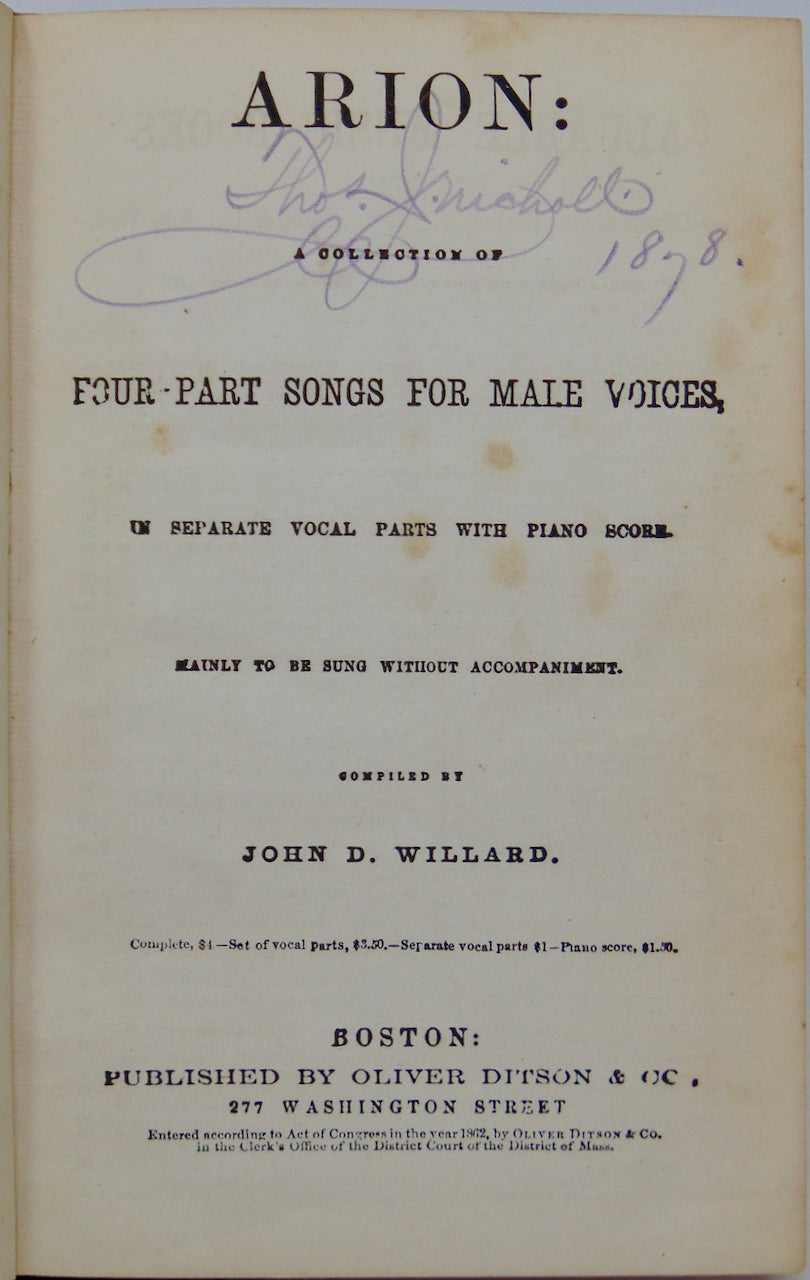 ARION:
Thos. J. Nicholl.
1878.
A COLLECTION OF
FOUR-PART SONGS FOR MALE VOICES,
IN SEPARATE VOCAL PARTS WITH PIANO SCORE.
MAINLY TO BE SUNG WITHOUT ACCOMPANIMENT.
COMPILED BY
JOHN D. WILLARD.
Complete, $4—Set of vocal parts, $3.50.—Separate vocal parts $1—Piano score, $1.50.
BOSTON:
PUBLISHED BY OLIVER DITSON & CO.
277 WASHINGTON STREET
Entered according to Act of Congress in the year 1862, by OLIVER DITSON & CO.
in the Clerk's Office of the District Court of the District of Mass.